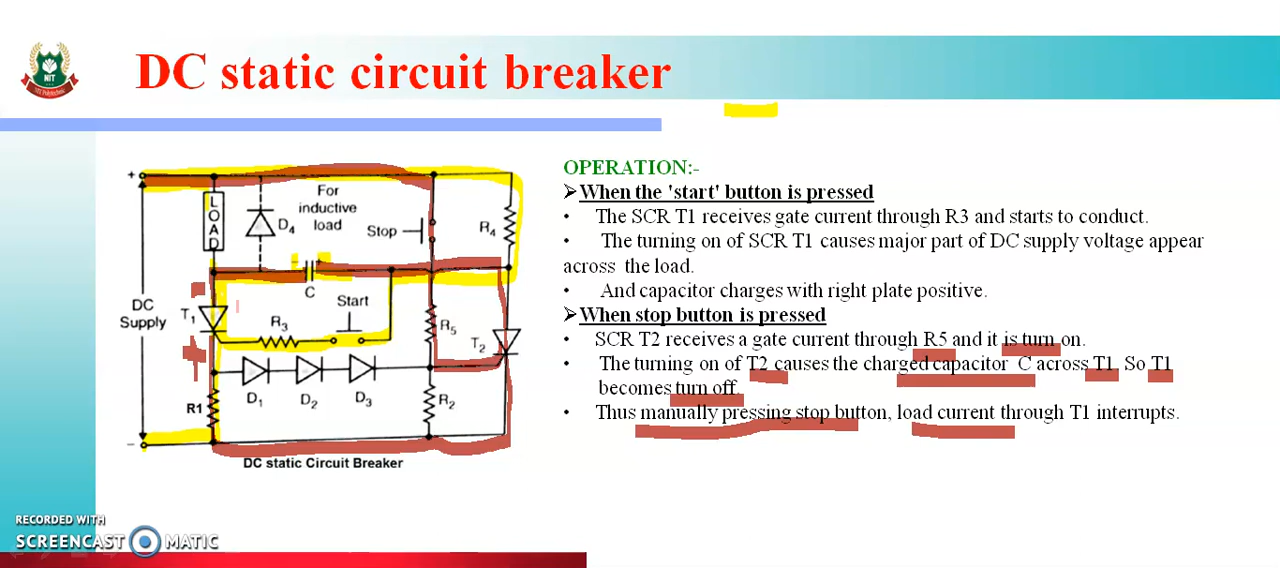 DC static circuit breaker
NIT
+
LOAD
For
inductive
load
D4
Stop
R4
C
Start
T1
R3
R5
T2
DC
Supply
D1
D2
D3
R1
R2
−
DC static Circuit Breaker
OPERATION:-
➢When the 'start' button is pressed
• The SCR T1 receives gate current through R3 and starts to conduct.
• The turning on of SCR T1 causes major part of DC supply voltage appear
across the load.
• And capacitor charges with right plate positive.
➢When stop button is pressed
• SCR T2 receives a gate current through R5 and it is turn on.
• The turning on of T2 causes the charged capacitor C across T1. So T1
becomes turn off.
• Thus manually pressing stop button, load current through T1 interrupts.
RECORDED WITH
SCREENCAST MATIC